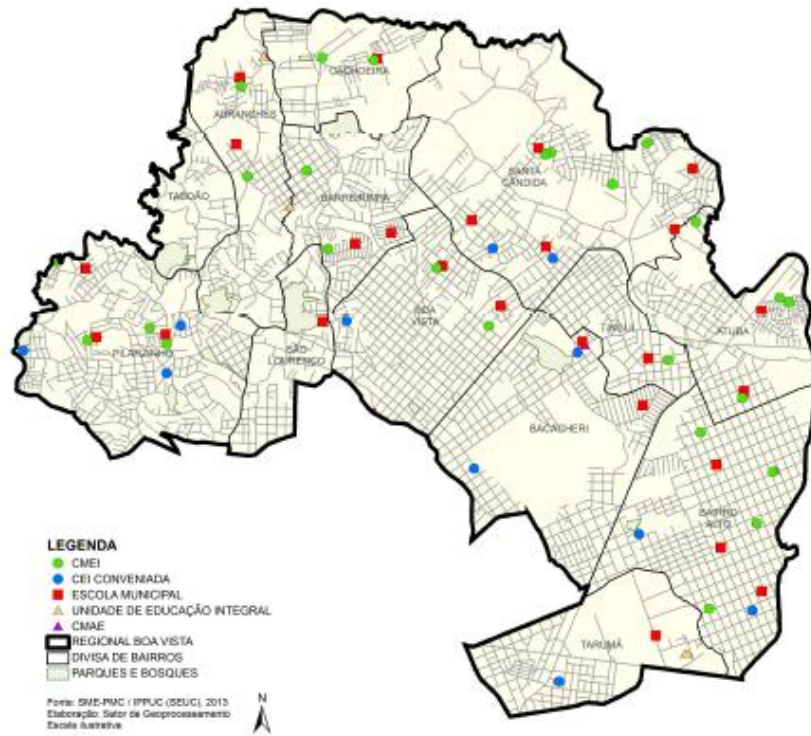 CACHOEIRA
ABRANCHES
SANTA
CÂNDIDA
TABOÃO
BARREIRINHA
BOA
VISTA
TINGUI
ATUBA
PILARZINHO
SÃO
LOURENÇO
BACACHERI
BAIRRO
ALTO
TARUMÃ
LEGENDA
CMEI
CEI CONVENIADA
ESCOLA MUNICIPAL
UNIDADE DE EDUCAÇÃO INTEGRAL
CMAE
REGIONAL BOA VISTA
DIVISA DE BAIRROS
PARQUES E BOSQUES
Fonte: SME-PMC / IPPUC (SEUC), 2013
Elaboração: Setor de Geoprocessamento
Escala ilustrativa
N